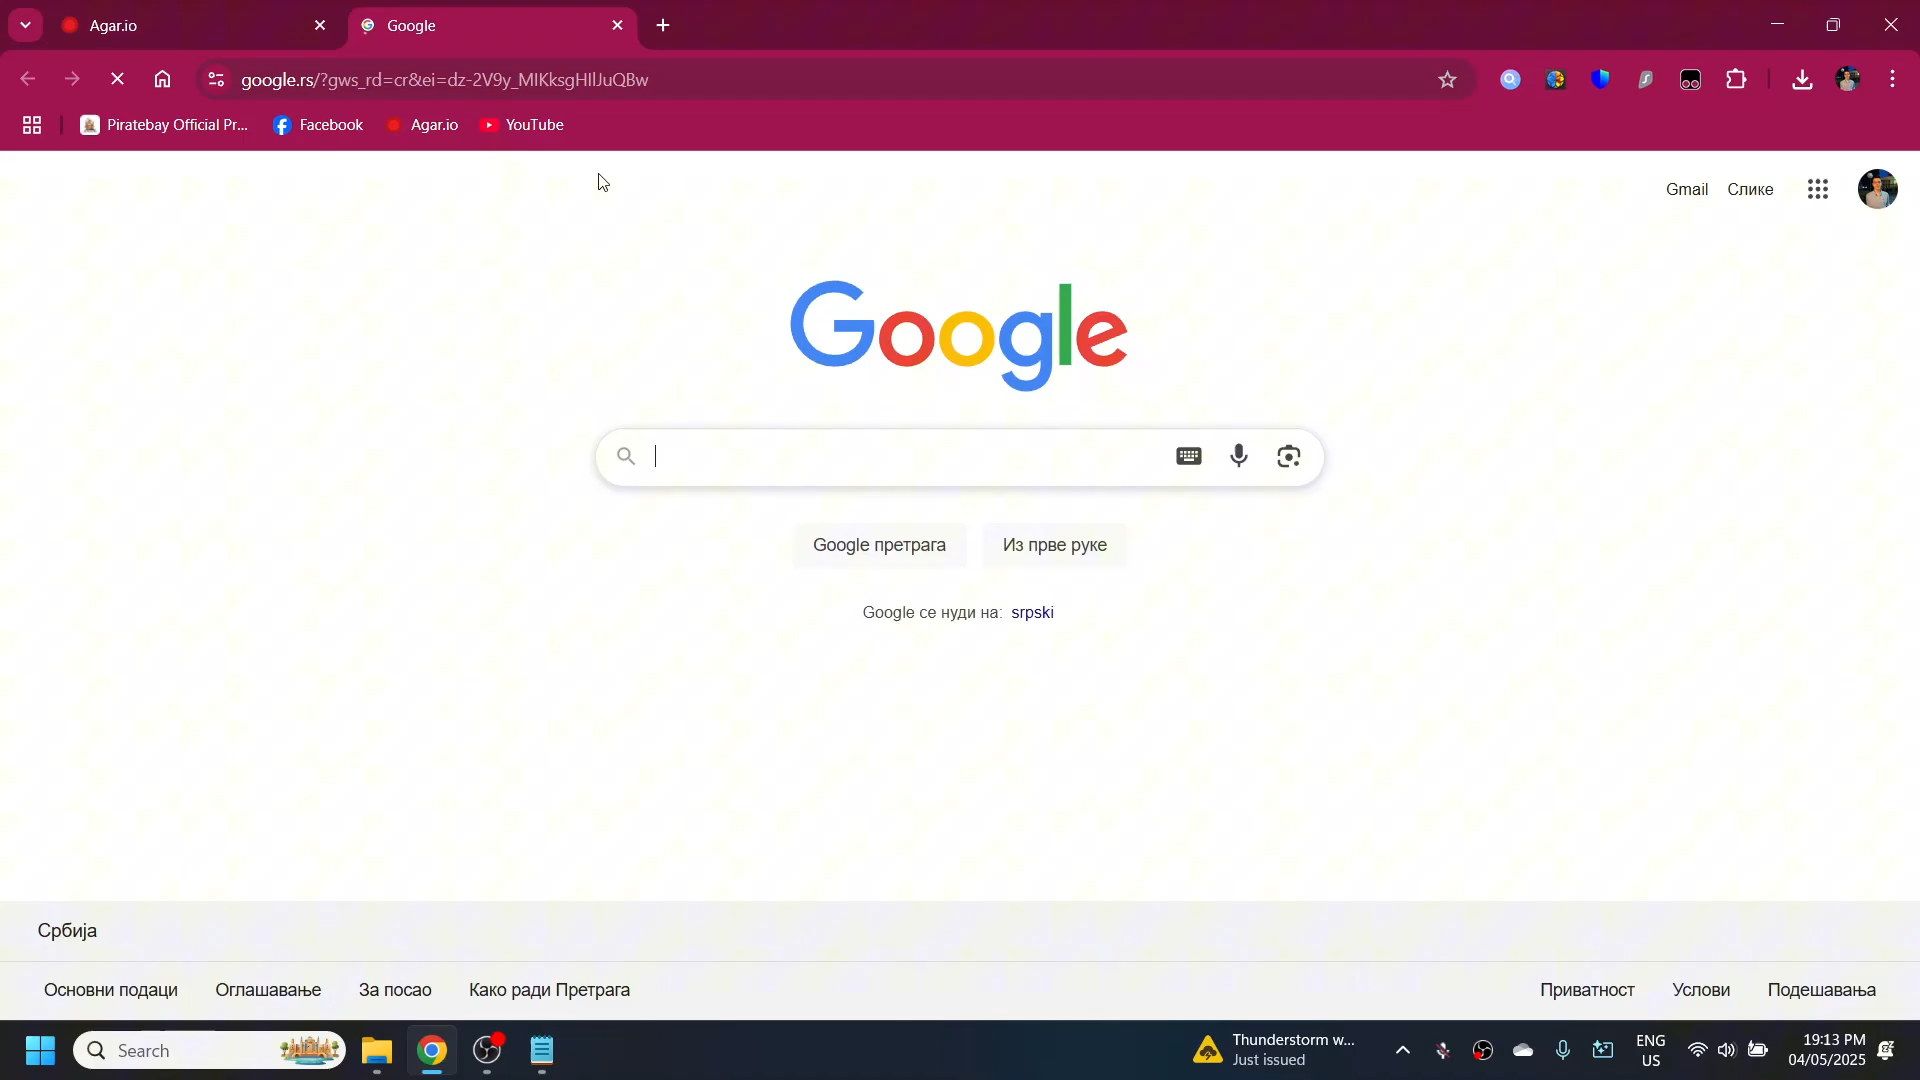 Agar.io
Google
google.rs/?gws_rd=cr&ei=dz-2V9y_MIKksgHIlJuQBw
Piratebay Official Pr...
Facebook
Agar.io
YouTube
Gmail
Слике
Google
Google претрага
Из прве руке
Google се нуди на: srpski
Србија
Основни подаци
Оглашавање
За посао
Како ради Претрага
Приватност
Услови
Подешавања
Search
Thunderstorm w...
Just issued
ENG
US
19:13 PM
04/05/2025